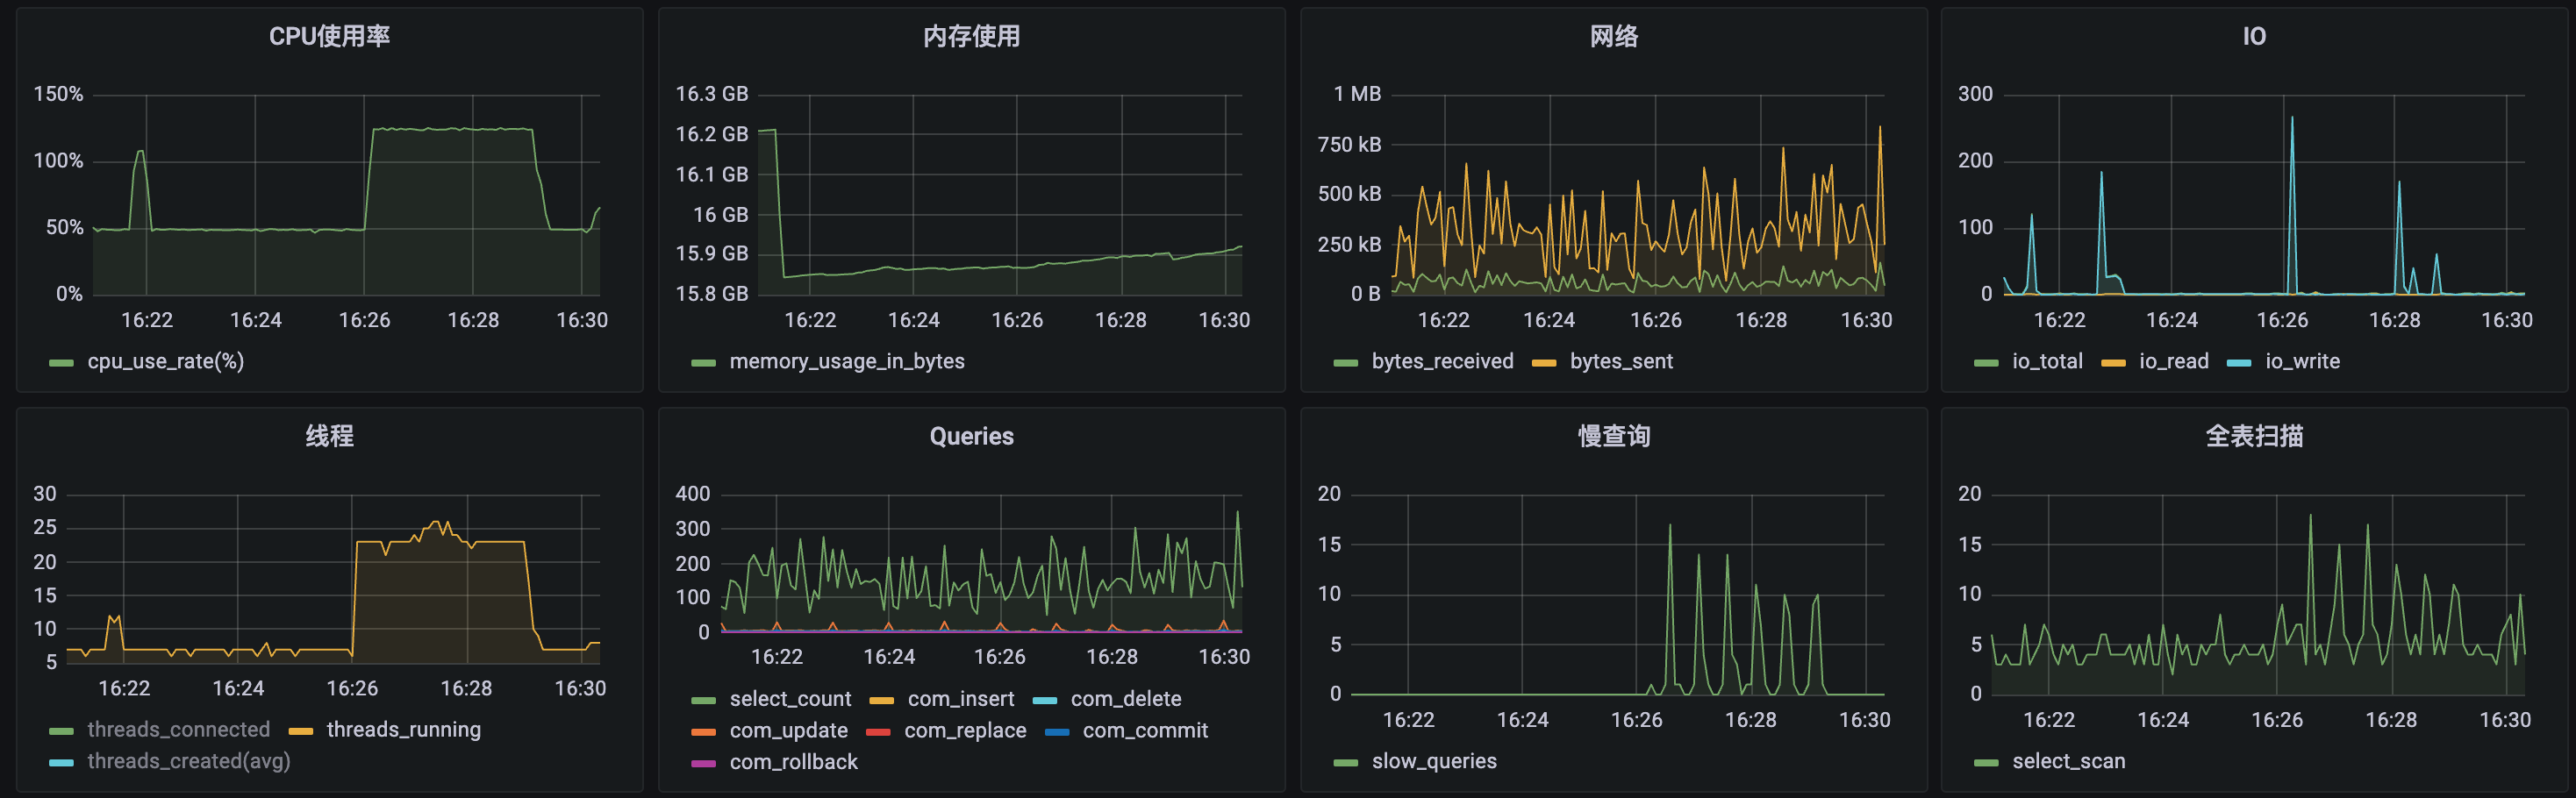 CPU使用率
150%
100%
50%
0%
16:22 16:24 16:26 16:28 16:30
cpu_use_rate(%)
内存使用
16.3 GB
16.2 GB
16.1 GB
16 GB
15.9 GB
15.8 GB
16:22 16:24 16:26 16:28 16:30
memory_usage_in_bytes
网络
1 MB
750 kB
500 kB
250 kB
0 B
16:22 16:24 16:26 16:28 16:30
bytes_received bytes_sent
IO
300
200
100
0
16:22 16:24 16:26 16:28 16:30
io_total io_read io_write
线程
30
25
20
15
10
5
16:22 16:24 16:26 16:28 16:30
threads_connected threads_running
threads_created(avg)
Queries
400
300
200
100
0
16:22 16:24 16:26 16:28 16:30
select_count com_insert com_delete
com_update com_replace com_commit
com_rollback
慢查询
20
15
10
5
0
16:22 16:24 16:26 16:28 16:30
slow_queries
全表扫描
20
15
10
5
0
16:22 16:24 16:26 16:28 16:30
select_scan